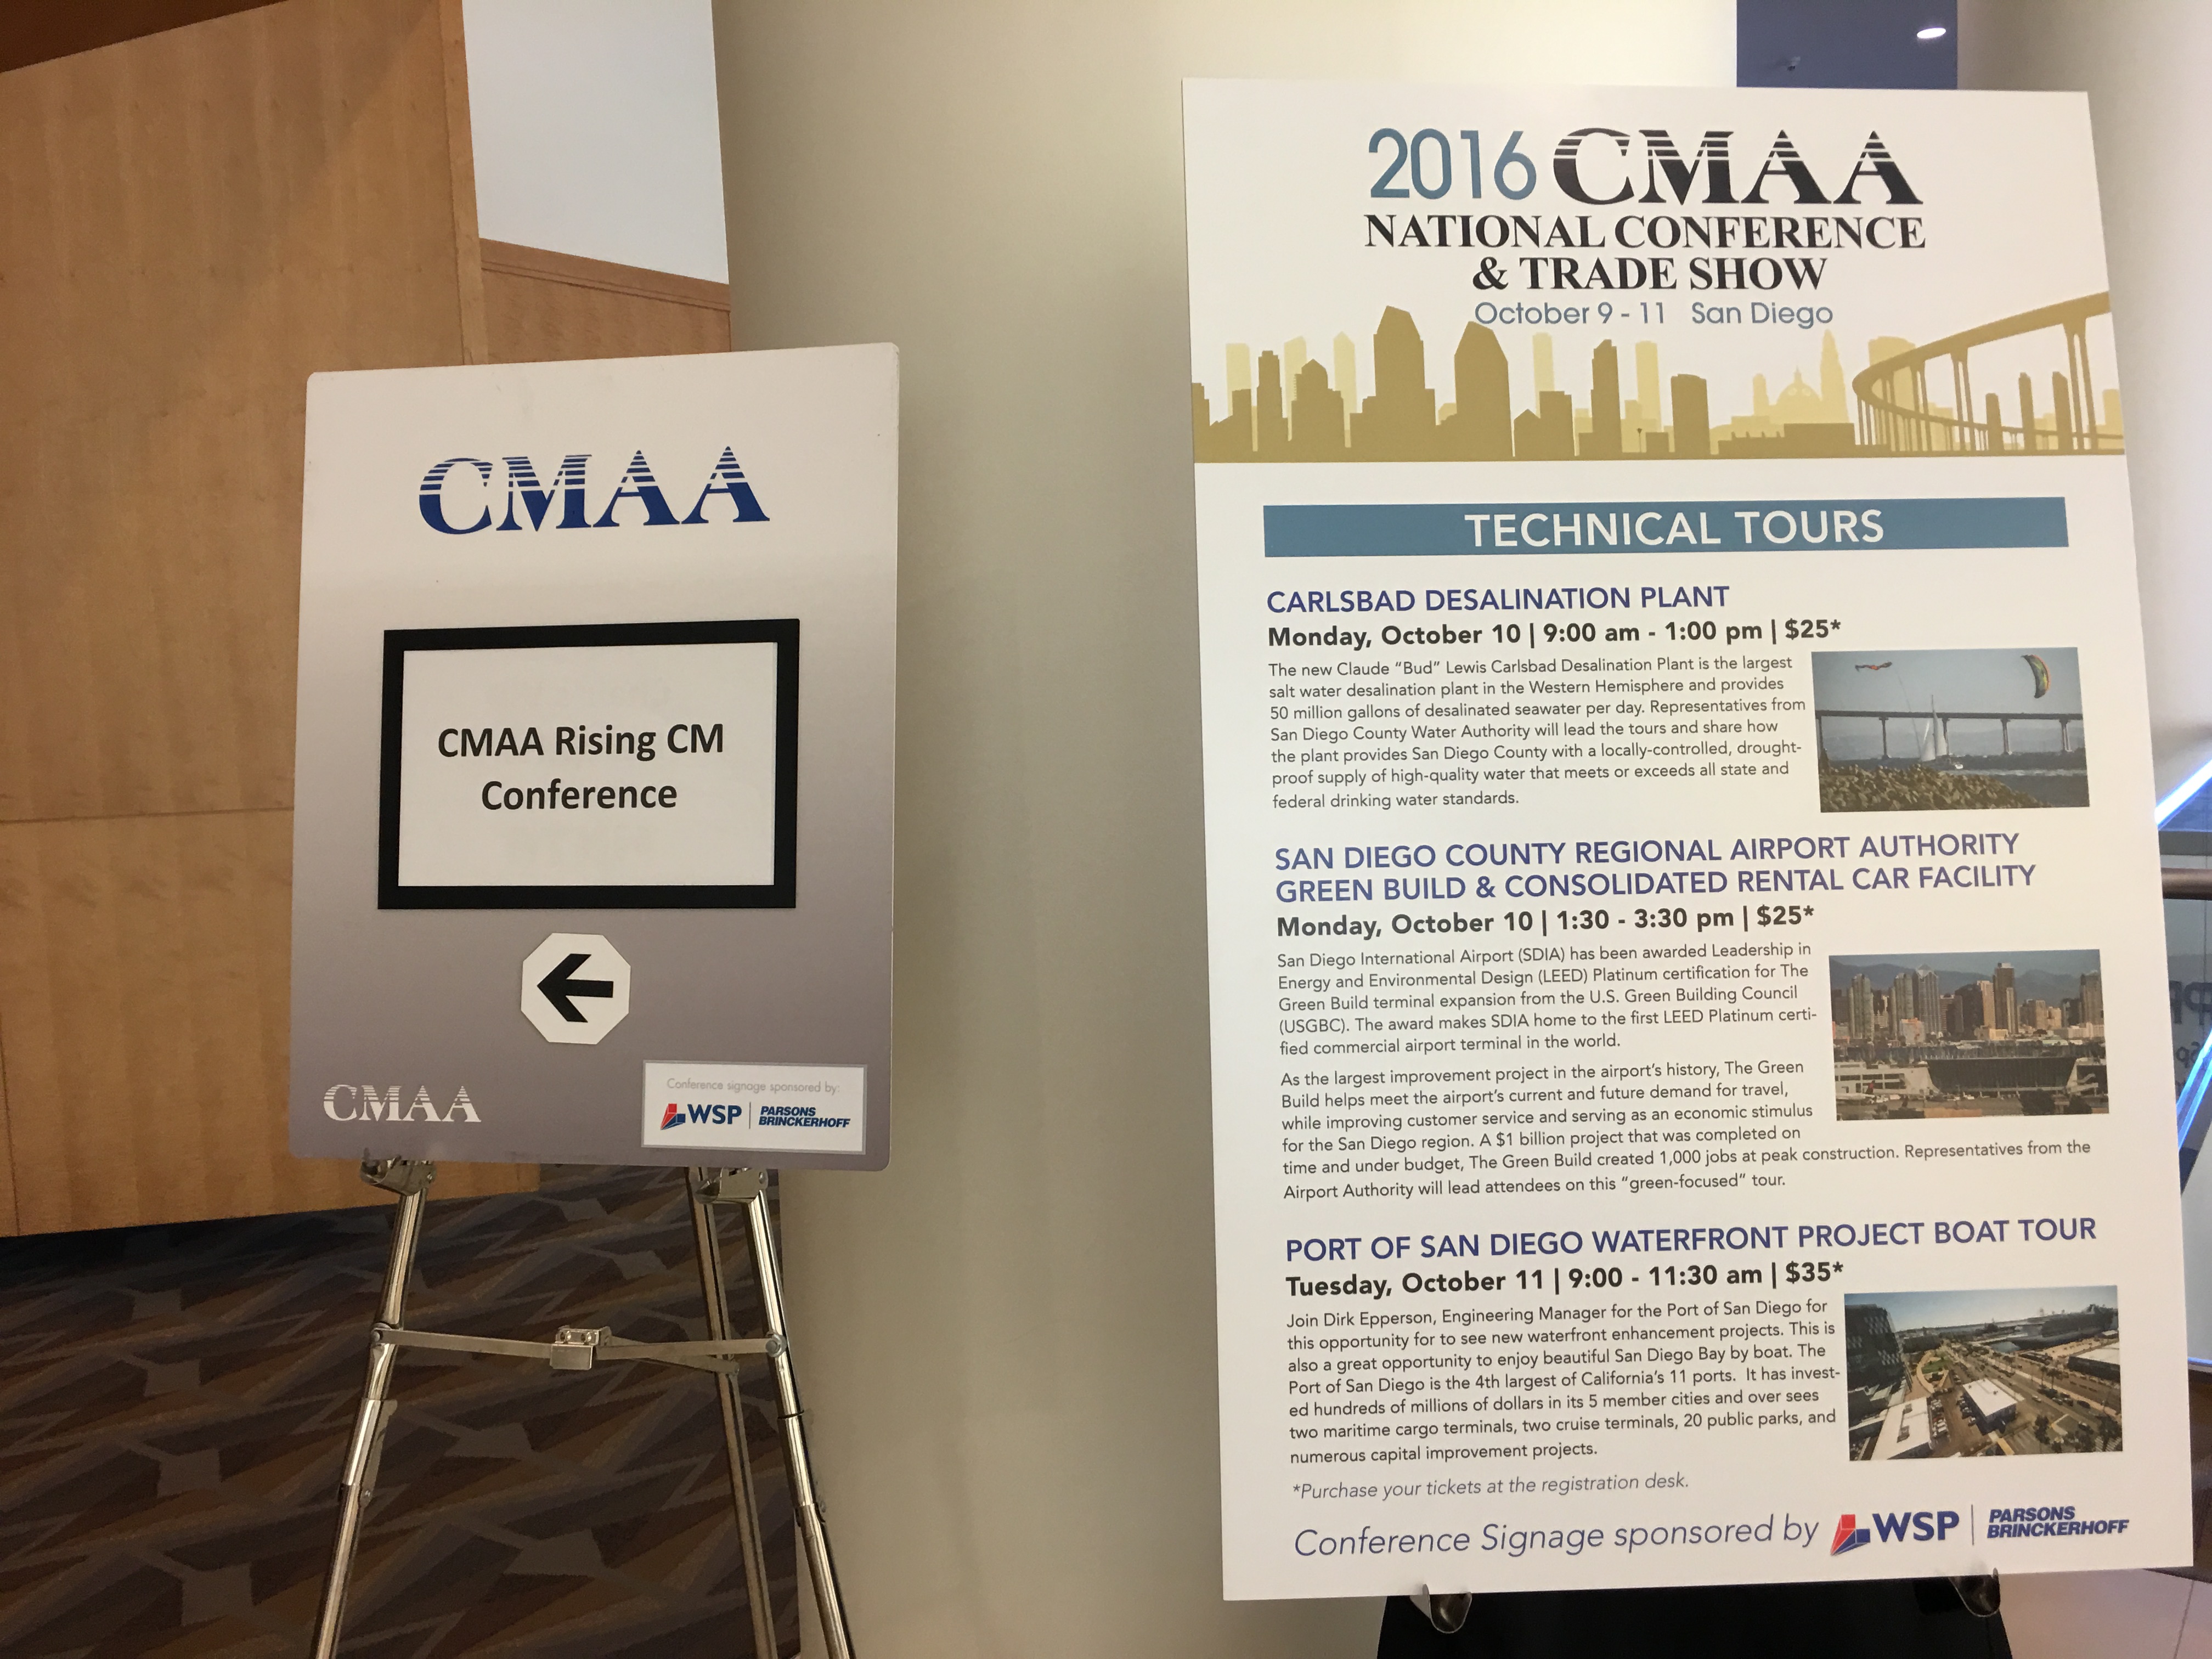 CMAA
CMAA Rising CM
Conference
CMAA
Conference signage sponsored by:
WSP | PARSONS
BRINCKERHOFF
2016 CMAA
NATIONAL CONFERENCE
& TRADE SHOW
October 9 - 11 San Diego
TECHNICAL TOURS
CARLSBAD DESALINATION PLANT
Monday, October 10 | 9:00 am - 1:00 pm | $25*
The new Claude “Bud” Lewis Carlsbad Desalination Plant is the largest
salt water desalination plant in the Western Hemisphere and provides
50 million gallons of desalinated seawater per day. Representatives from
San Diego County Water Authority will lead the tours and share how
the plant provides San Diego County with a locally-controlled, drought-
proof supply of high-quality water that meets or exceeds all state and
federal drinking water standards.
SAN DIEGO COUNTY REGIONAL AIRPORT AUTHORITY
GREEN BUILD & CONSOLIDATED RENTAL CAR FACILITY
Monday, October 10 | 1:30 - 3:30 pm | $25*
San Diego International Airport (SDIA) has been awarded Leadership in
Energy and Environmental Design (LEED) Platinum certification for The
Green Build terminal expansion from the U.S. Green Building Council
(USGBC). The award makes SDIA home to the first LEED Platinum certi-
fied commercial airport terminal in the world.
As the largest improvement project in the airport’s history, The Green
Build helps meet the airport’s current and future demand for travel,
while improving customer service and serving as an economic stimulus
for the San Diego region. A $1 billion project that was completed on
time and under budget, The Green Build created 1,000 jobs at peak construction. Representatives from the
Airport Authority will lead attendees on this “green-focused” tour.
PORT OF SAN DIEGO WATERFRONT PROJECT BOAT TOUR
Tuesday, October 11 | 9:00 - 11:30 am | $35*
Join Dirk Epperson, Engineering Manager for the Port of San Diego for
this opportunity for to see new waterfront enhancement projects. This is
also a great opportunity to enjoy beautiful San Diego Bay by boat. The
Port of San Diego is the 4th largest of California’s 11 ports. It has invest-
ed hundreds of millions of dollars in its 5 member cities and over sees
two maritime cargo terminals, two cruise terminals, 20 public parks, and
numerous capital improvement projects.
*Purchase your tickets at the registration desk.
Conference Signage sponsored by WSP | PARSONS
BRINCKERHOFF